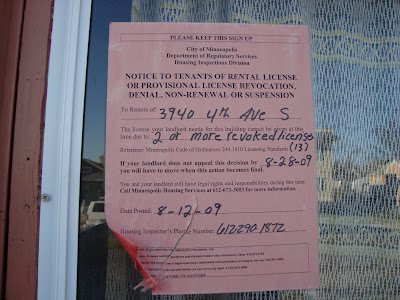 PLEASE KEEP THIS SIGN UP
City of Minneapolis
Department of Regulatory Services
Housing Inspections Division
NOTICE TO TENANTS OF RENTAL LICENSE
OR PROVISIONAL LICENSE REVOCATION,
DENIAL, NON-RENEWAL OR SUSPENSION
To Renters of: 3940 4th Ave S
The license your landlord needs for this building cannot be given at this
time due to: 2 or more revoked licenses
Reference: Minneapolis Code of Ordinances 244.1910 Licensing Standards (13)
If your landlord does not appeal this decision by 8-28-09
you will have to move when this action becomes final.
You and your landlord still have legal rights and responsibilities during this time.
Call Minneapolis Housing Services at 612-673-3003 for more information.
Date Posted: 8-12-09
Housing Inspector's Phone Number: 612-290-1872